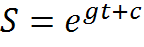 S = e^{gt+c}